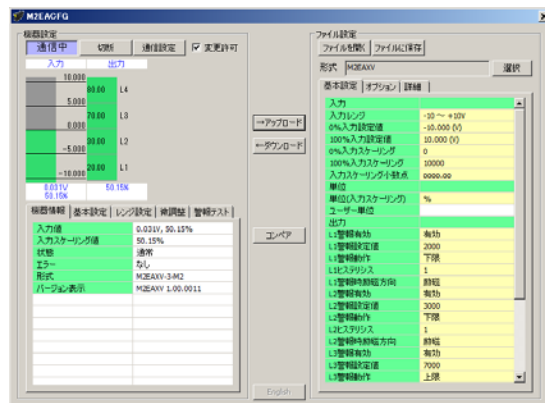 M2EACFG
機器設定
通信中 切断 通信設定 変更許可
入力 出力
10.000
5.000
0.000
-5.000
-10.000
80.00 L4
70.00 L3
L2
20.00 L1
0.031V 50.15%
50.15%
機器情報 基本設定 レンジ設定 微調整 警報テスト
入力値 0.031V, 50.15%
入力スケーリング値 50.15%
状態 通常
エラー なし
形式 M2EAXV-3-M2
バージョン表示 M2EAXV 1.00.0011
→アップロード
←ダウンロード
コンペア
English
ファイル設定
ファイルを開く ファイルに保存
形式 M2EAXV 選択
基本設定 オプション 詳細
入力
入力レンジ -10 ～ +10V
0%入力設定値 -10.000 (V)
100%入力設定値 10.000 (V)
0%入力スケーリング 0
100%入力スケーリング 10000
入力スケーリング小数点 0000.00
単位
単位(入力スケーリング) %
ユーザー単位
出力
L1警報有効 有効
L1警報設定値 2000
L1警報動作 下限
L1ヒステリシス 1
L1警報時励磁方向 励磁
L2警報有効 有効
L2警報設定値 3000
L2警報動作 下限
L2ヒステリシス 1
L2警報時励磁方向 励磁
L3警報有効 有効
L3警報設定値 7000
L3警報動作 上限